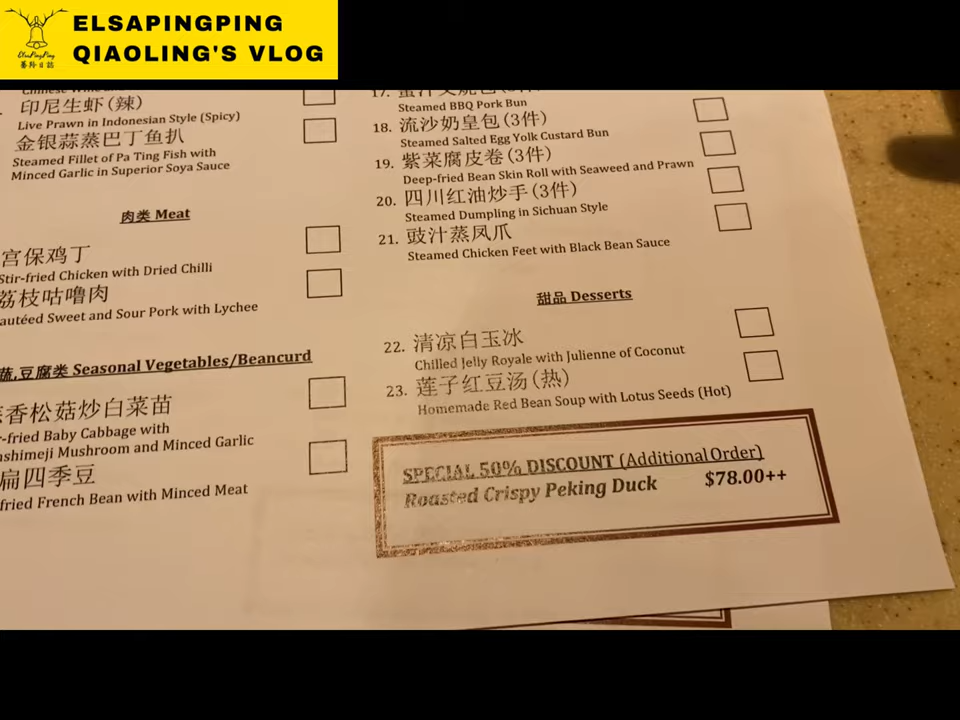 ELSAPINGPING
QIAOLING'S VLOG
ElsaPingPing
印尼生虾(辣)
Live Prawn in Indonesian Style (Spicy)
金银蒜蒸巴丁鱼扒
Steamed Fillet of Pa Ting Fish with
Minced Garlic in Superior Soya Sauce
肉类 Meat
宫保鸡丁
Stir-fried Chicken with Dried Chilli
荔枝咕噜肉
autéed Sweet and Sour Pork with Lychee
蔬,豆腐类 Seasonal Vegetables/Beancurd
香松菇炒白菜苗
-fried Baby Cabbage with
nshimeji Mushroom and Minced Garlic
扁四季豆
fried French Bean with Minced Meat
17.
Steamed BBQ Pork Bun
18. 流沙奶皇包(3件)
Steamed Salted Egg Yolk Custard Bun
19. 紫菜腐皮卷(3件)
Deep-fried Bean Skin Roll with Seaweed and Prawn
20. 四川红油炒手(3件)
Steamed Dumpling in Sichuan Style
21. 豉汁蒸凤爪
Steamed Chicken Feet with Black Bean Sauce
甜品 Desserts
22. 清凉白玉冰
Chilled Jelly Royale with Julienne of Coconut
23. 莲子红豆汤(热)
Homemade Red Bean Soup with Lotus Seeds (Hot)
SPECIAL 50% DISCOUNT (Additional Order)
Roasted Crispy Peking Duck $78.00++